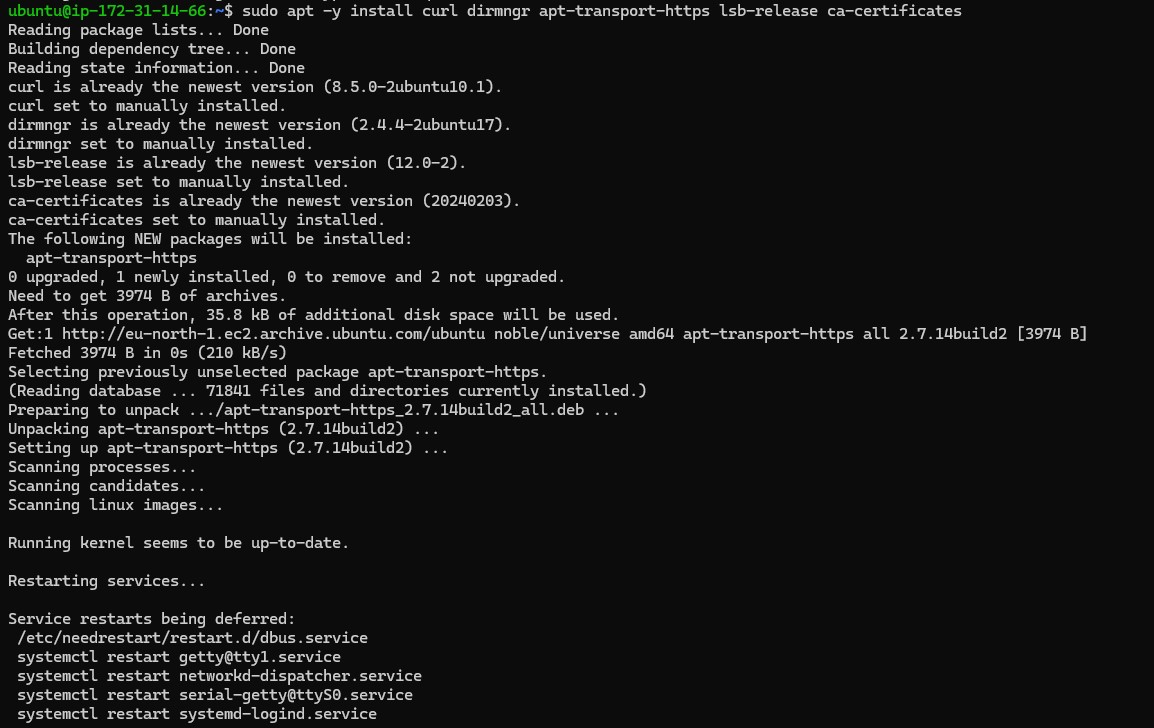 ubuntu@ip-172-31-14-66:~$ sudo apt -y install curl dirmngr apt-transport-https lsb-release ca-certificates
Reading package lists... Done
Building dependency tree... Done
Reading state information... Done
curl is already the newest version (8.5.0-2ubuntu10.1).
curl set to manually installed.
dirmngr is already the newest version (2.4.4-2ubuntu17).
dirmngr set to manually installed.
lsb-release is already the newest version (12.0-2).
lsb-release set to manually installed.
ca-certificates is already the newest version (20240203).
ca-certificates set to manually installed.
The following NEW packages will be installed:
  apt-transport-https
0 upgraded, 1 newly installed, 0 to remove and 2 not upgraded.
Need to get 3974 B of archives.
After this operation, 35.8 kB of additional disk space will be used.
Get:1 http://eu-north-1.ec2.archive.ubuntu.com/ubuntu noble/universe amd64 apt-transport-https all 2.7.14build2 [3974 B]
Fetched 3974 B in 0s (210 kB/s)
Selecting previously unselected package apt-transport-https.
(Reading database ... 71841 files and directories currently installed.)
Preparing to unpack .../apt-transport-https_2.7.14build2_all.deb ...
Unpacking apt-transport-https (2.7.14build2) ...
Setting up apt-transport-https (2.7.14build2) ...
Scanning processes...
Scanning candidates...
Scanning linux images...

Running kernel seems to be up-to-date.

Restarting services...

Service restarts being deferred:
 /etc/needrestart/restart.d/dbus.service
 systemctl restart getty@tty1.service
 systemctl restart networkd-dispatcher.service
 systemctl restart serial-getty@ttyS0.service
 systemctl restart systemd-logind.service